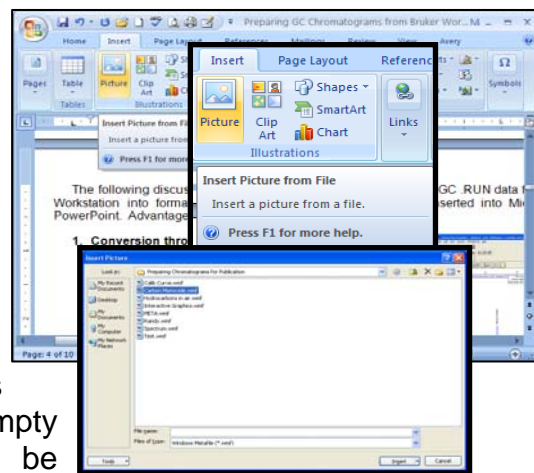 Preparing GC Chromatograms from Bruker Wor...M
Home Insert Page Layout References Mailings Review View Avery
Pages Table Picture Clip Art
Symbols
Tables Illustrations
Insert Picture from
Insert a picture from
Press F1 for more
Insert Page Layout Referenc
Picture Clip Art Shapes SmartArt Chart Links
Illustrations
Insert Picture from File
Insert a picture from a file.
Press F1 for more help.
The following discus
GC .RUN data f
Workstation into forma
serted into Mi
PowerPoint. Advantage
1. Conversion thro
Insert Picture
Look in: Preparing Chromatograms for Publication
My Recent Documents
Desktop
My Documents
My Computer
My Network Places
Calib Curve.wmf
Carbon Monoxide.wmf
Hydrocarbons in air.wmf
Interactive Graphics.wmf
META.wmf
Spectrum.wmf
Test.wmf
File name:
Files of type: Windows Metafile (*.wmf)
Tools Insert Cancel
Page: 4 of 10
s
mpty
be